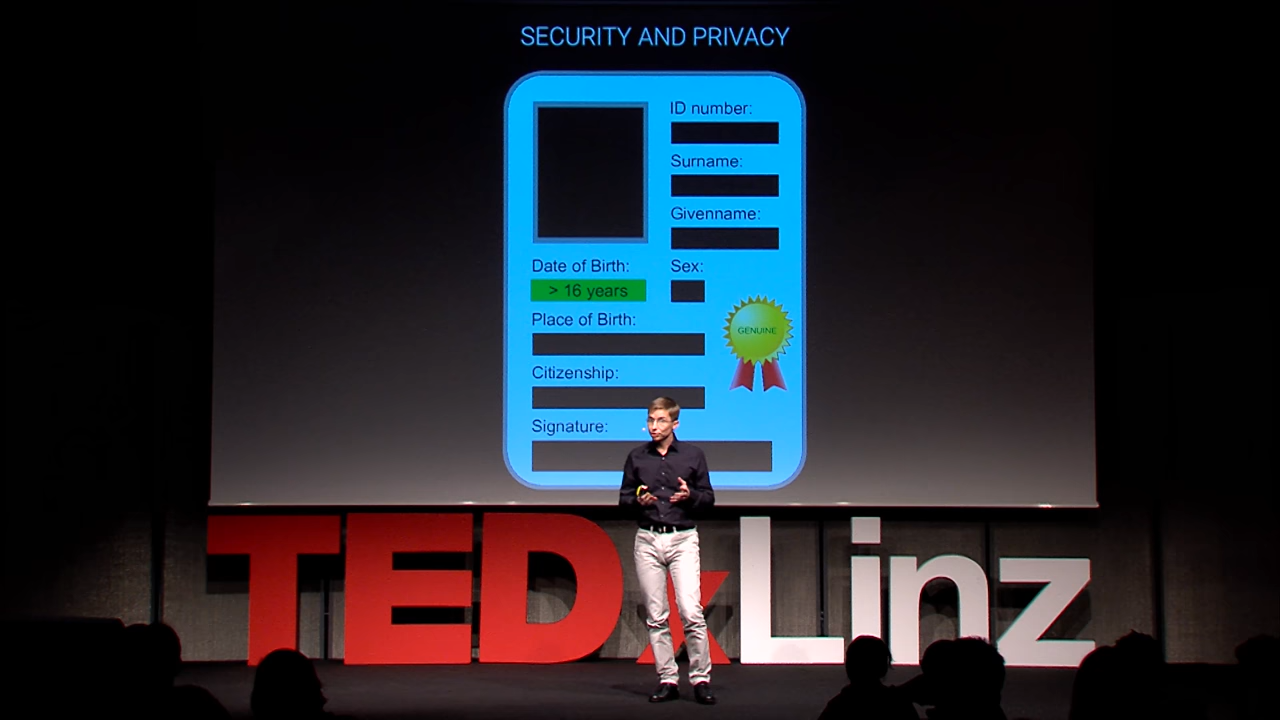 SECURITY AND PRIVACY
ID number:
Surname:
Givenname:
Date of Birth:
Sex:
> 16 years
Place of Birth:
GENUINE
Citizenship:
Signature:
TEDxLinz